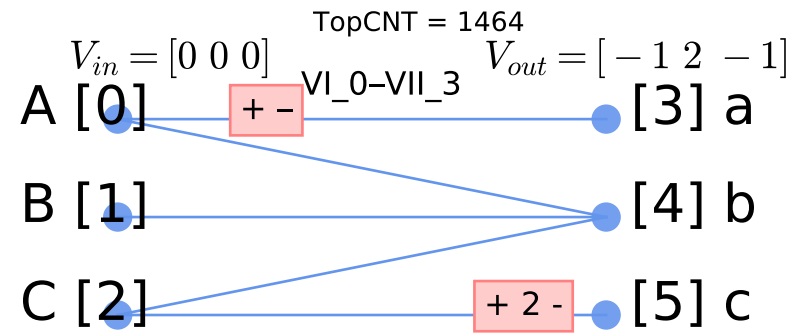 TopCNT = 1464
V_in = [0 0 0]
V_out = [ − 1 2 − 1]
VI_0–VII_3
A [0]
+ –
[3] a
B [1]
[4] b
C [2]
+ 2 -
[5] c